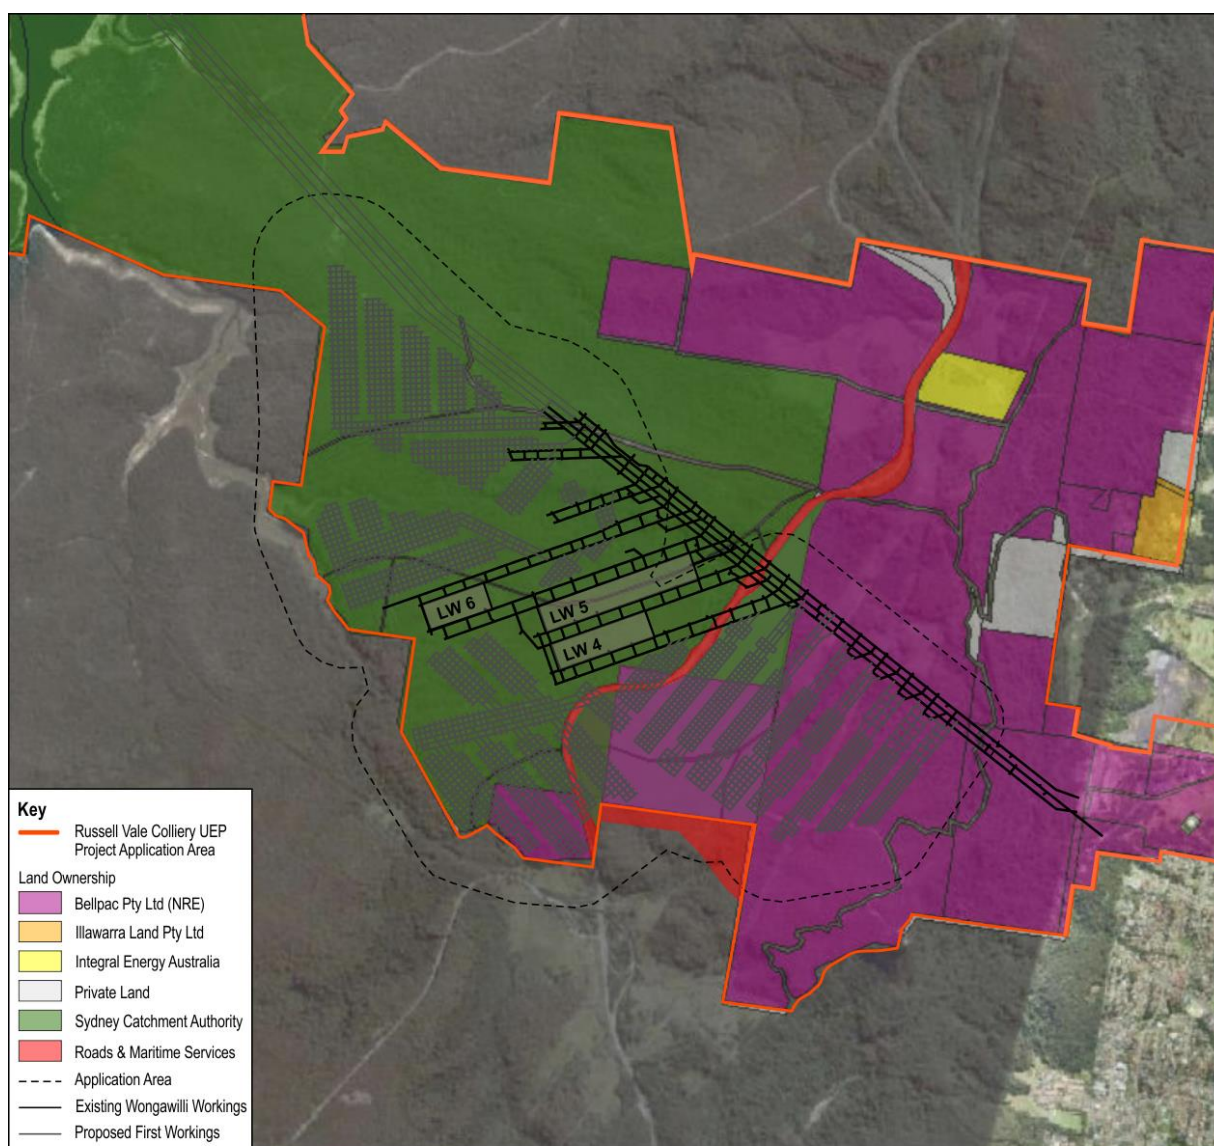 LW 6
LW 5
LW 4
Key
Russell Vale Colliery UEP
Project Application Area
Land Ownership
Bellpac Pty Ltd (NRE)
Illawarra Land Pty Ltd
Integral Energy Australia
Private Land
Sydney Catchment Authority
Roads & Maritime Services
Application Area
Existing Wongawilli Workings
Proposed First Workings